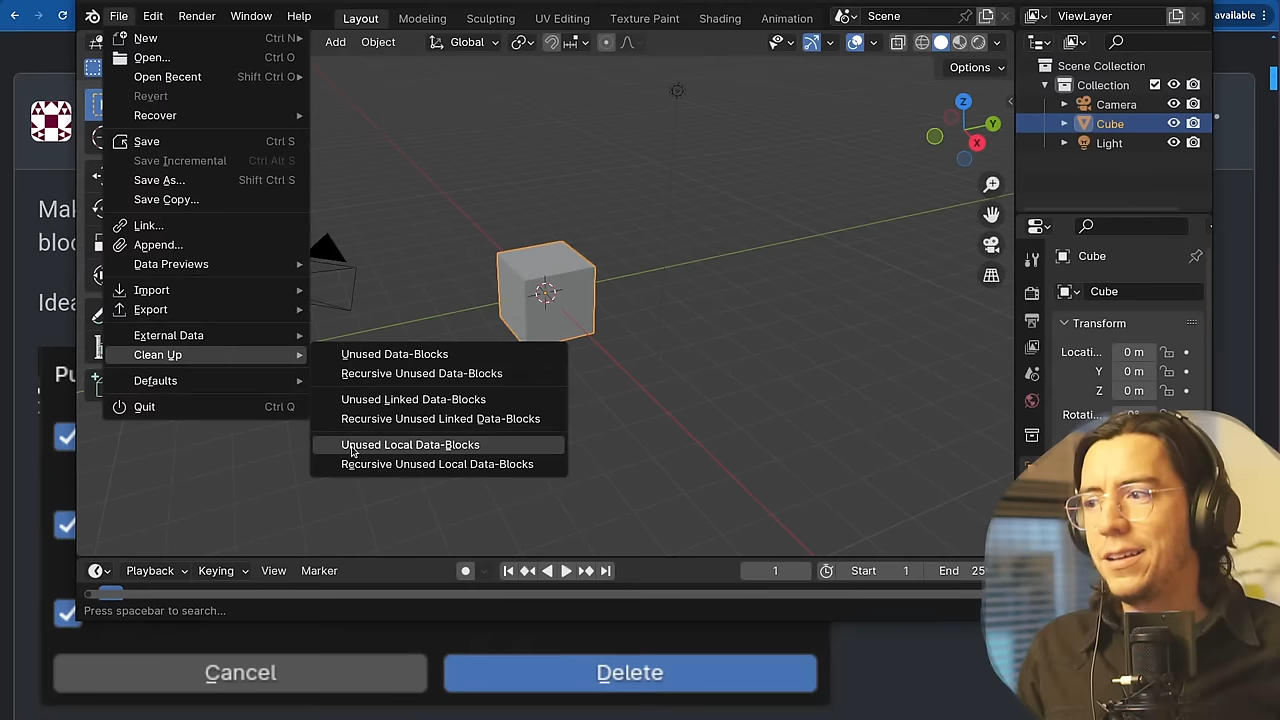 available
File Edit Render Window Help
Layout Modeling Sculpting UV Editing Texture Paint Shading Animation
Scene
ViewLayer
Add Object
Global
Options
New Ctrl N
Open... Ctrl O
Open Recent Shift Ctrl O
Revert
Recover
Save Ctrl S
Save Incremental Ctrl Alt S
Save As... Shift Ctrl S
Save Copy...
Link...
Append...
Data Previews
Import
Export
External Data
Clean Up
Defaults
Quit Ctrl Q
Unused Data-Blocks
Recursive Unused Data-Blocks
Unused Linked Data-Blocks
Recursive Unused Linked Data-Blocks
Unused Local Data-Blocks
Recursive Unused Local Data-Blocks
Z
Y
X
Scene Collection
Collection
Camera
Cube
Light
Cube
Cube
Transform
Locati... 0 m
Y 0 m
Z 0 m
Rotati... 0°
Mak
bloc
Idea
Pu
Playback Keying View Marker
1
Start 1
End 25
Press spacebar to search...
Cancel
Delete